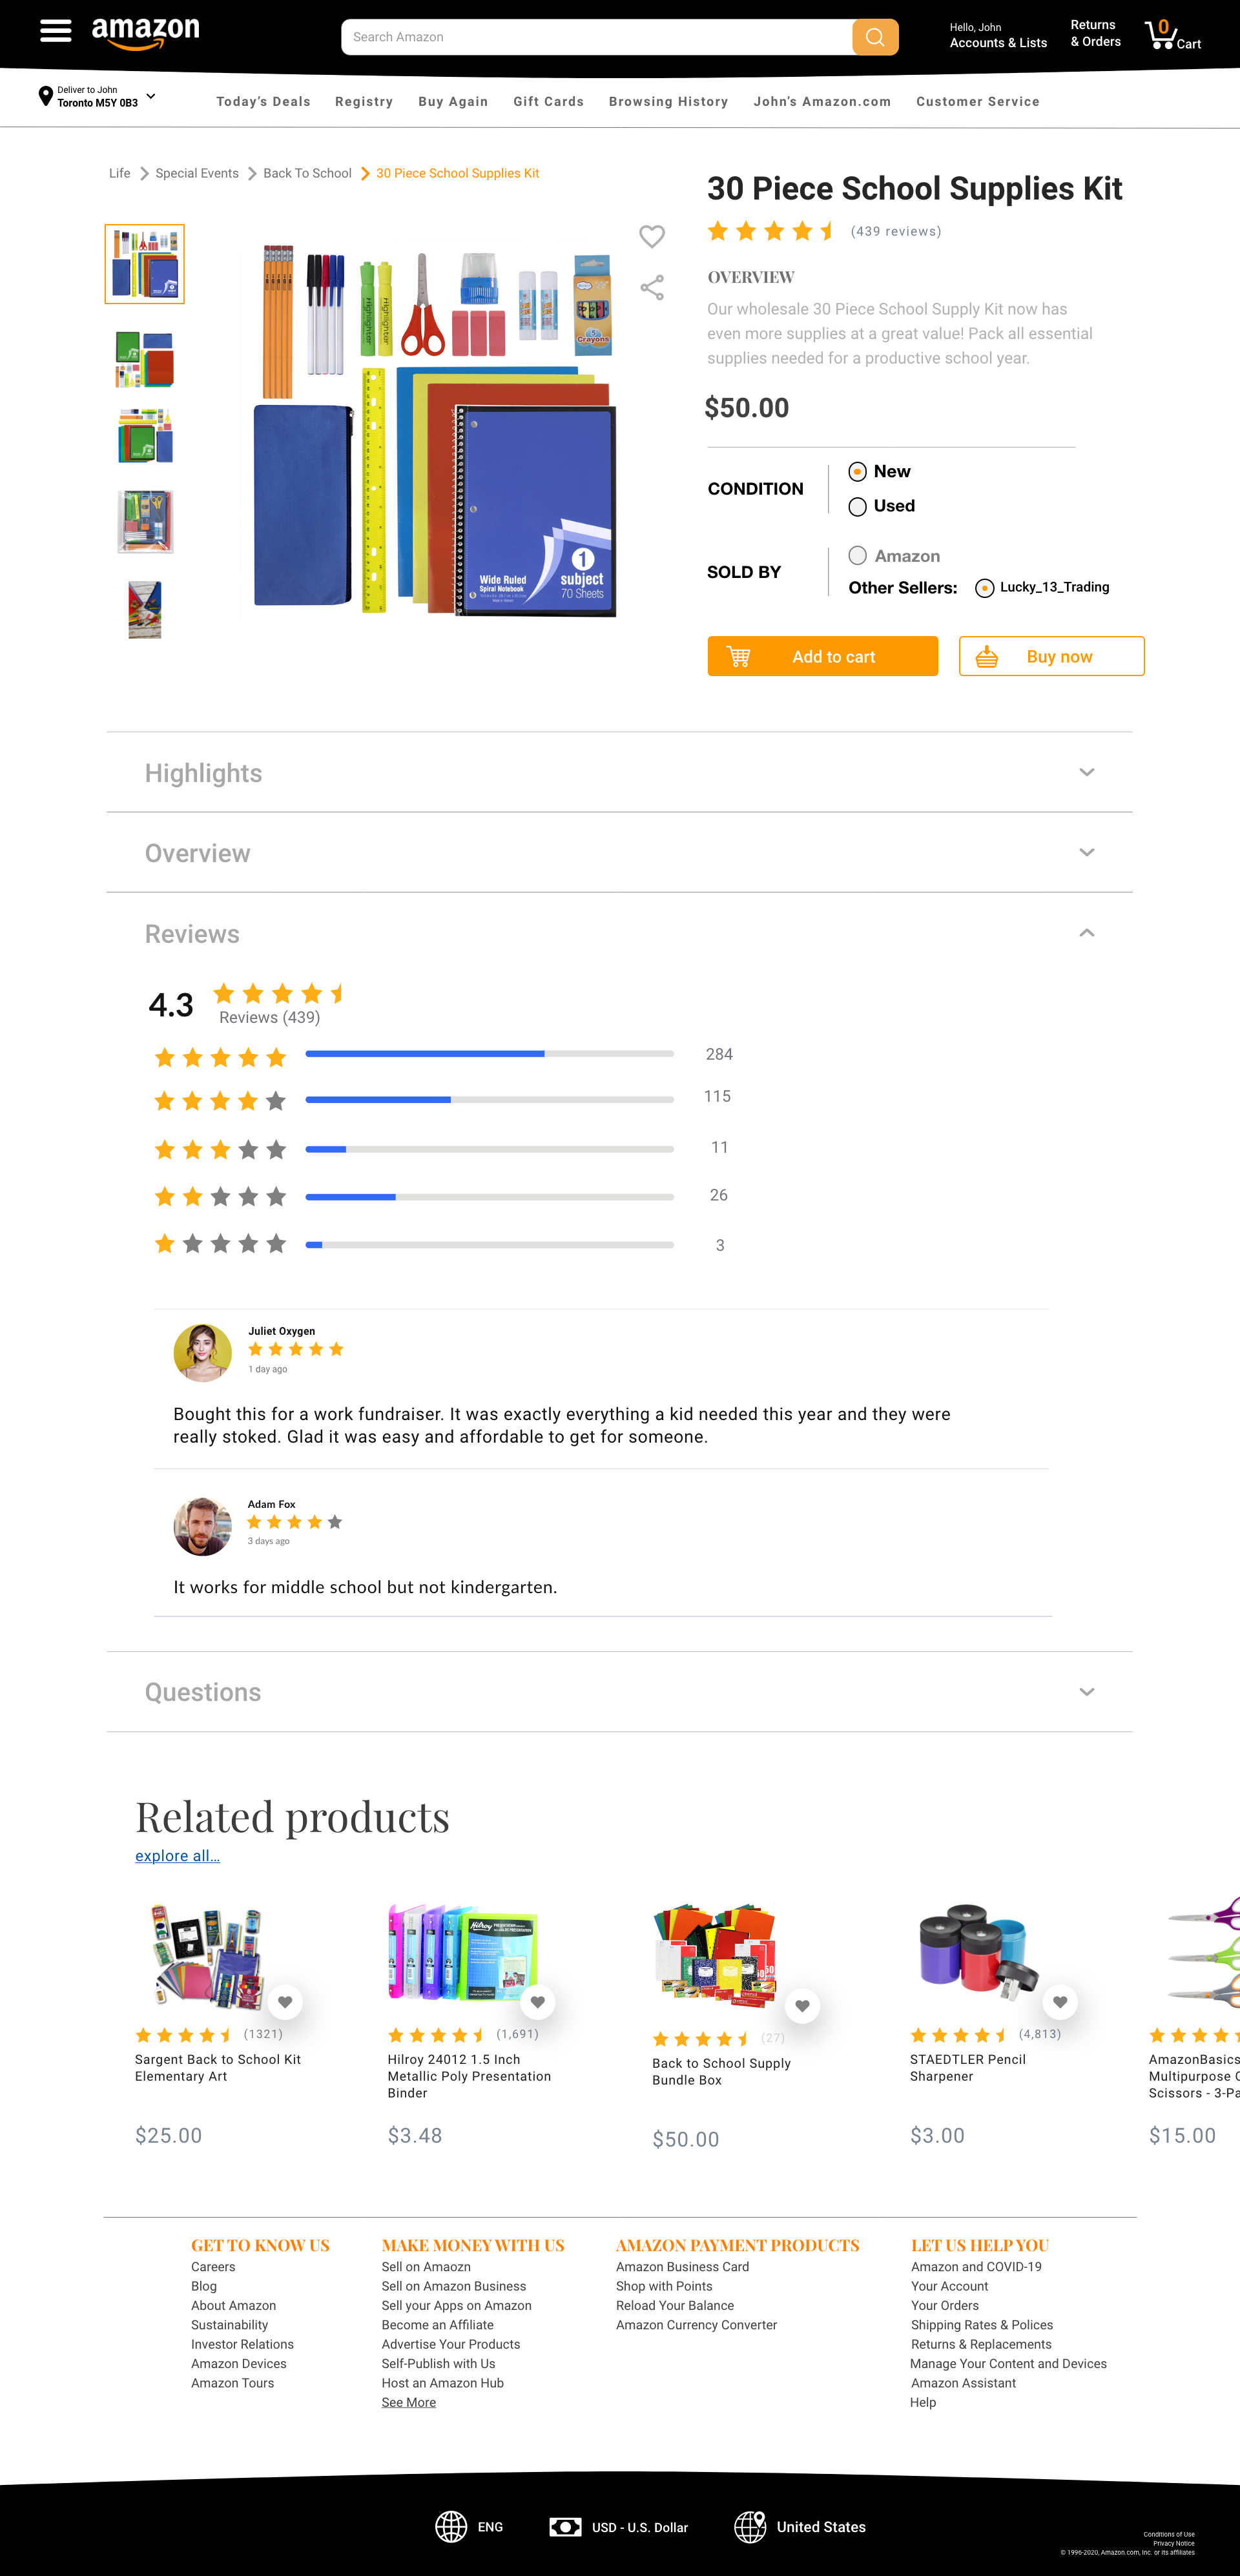 amazon
Search Amazon
Hello, John
Accounts & Lists
Returns
& Orders
0
Cart
Deliver to John
Toronto M5Y 0B3
Today's Deals
Registry
Buy Again
Gift Cards
Browsing History
John's Amazon.com
Customer Service
Life
Special Events
Back To School
30 Piece School Supplies Kit
Highlighter
Highlighter
Crayons
1
subject
70 Sheets
Wide Ruled
Spiral Notebook
30 Piece School Supplies Kit
(439 reviews)
OVERVIEW
Our wholesale 30 Piece School Supply Kit now has
even more supplies at a great value! Pack all essential
supplies needed for a productive school year.
$50.00
CONDITION
New
Used
SOLD BY
Amazon
Other Sellers:
Lucky_13_Trading
Add to cart
Buy now
Highlights
Overview
Reviews
4.3
Reviews (439)
284
115
11
26
3
Juliet Oxygen
1 day ago
Bought this for a work fundraiser. It was exactly everything a kid needed this year and they were
really stoked. Glad it was easy and affordable to get for someone.
Adam Fox
3 days ago
It works for middle school but not kindergarten.
Questions
Related products
explore all...
(1321)
Sargent Back to School Kit
Elementary Art
$25.00
Hilroy
(1,691)
Hilroy 24012 1.5 Inch
Metallic Poly Presentation
Binder
$3.48
(27)
Back to School Supply
Bundle Box
$50.00
(4,813)
STAEDTLER Pencil
Sharpener
$3.00
AmazonBasics
Multipurpose C
Scissors - 3-Pa
$15.00
GET TO KNOW US
Careers
Blog
About Amazon
Sustainability
Investor Relations
Amazon Devices
Amazon Tours
MAKE MONEY WITH US
Sell on Amaozn
Sell on Amazon Business
Sell your Apps on Amazon
Become an Affiliate
Advertise Your Products
Self-Publish with Us
Host an Amazon Hub
See More
AMAZON PAYMENT PRODUCTS
Amazon Business Card
Shop with Points
Reload Your Balance
Amazon Currency Converter
LET US HELP YOU
Amazon and COVID-19
Your Account
Your Orders
Shipping Rates & Polices
Returns & Replacements
Manage Your Content and Devices
Amazon Assistant
Help
ENG
USD - U.S. Dollar
United States
Conditions of Use
Privacy Notice
© 1996-2020, Amazon.com, Inc. or its affiliates